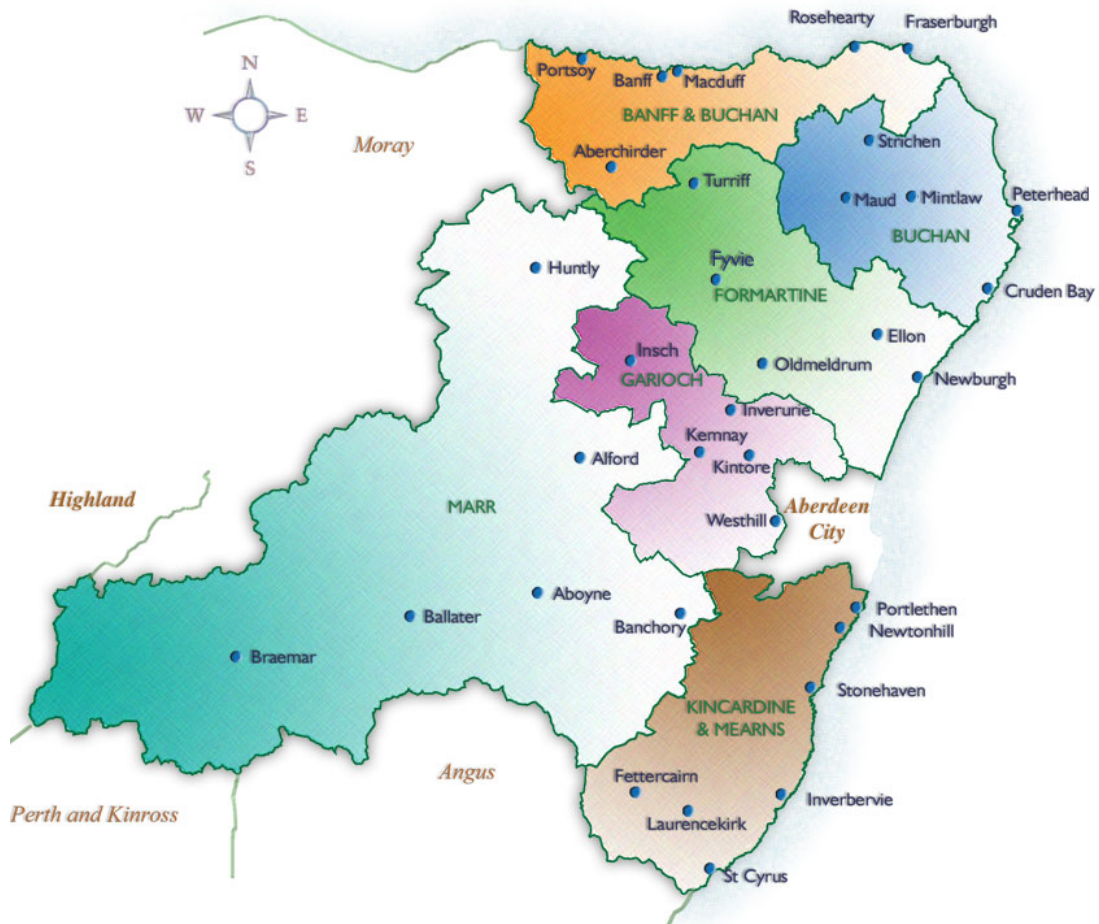 Rosehearty
Fraserburgh
Portsoy
Banff
Macduff
N
W
E
S
BANFF & BUCHAN
Moray
Strichen
Aberchirder
Turriff
Maud
Mintlaw
Peterhead
BUCHAN
Huntly
Fyvie
FORMARTINE
Cruden Bay
Ellon
Insch
GARIOCH
Oldmeldrum
Newburgh
Inverurie
Kemnay
Alford
Kintore
Highland
MARR
Westhill
Aberdeen
City
Aboyne
Portlethen
Ballater
Banchory
Newtonhill
Braemar
Stonehaven
KINCARDINE
& MEARNS
Angus
Fettercairn
Perth and Kinross
Inverbervie
Laurencekirk
St Cyrus